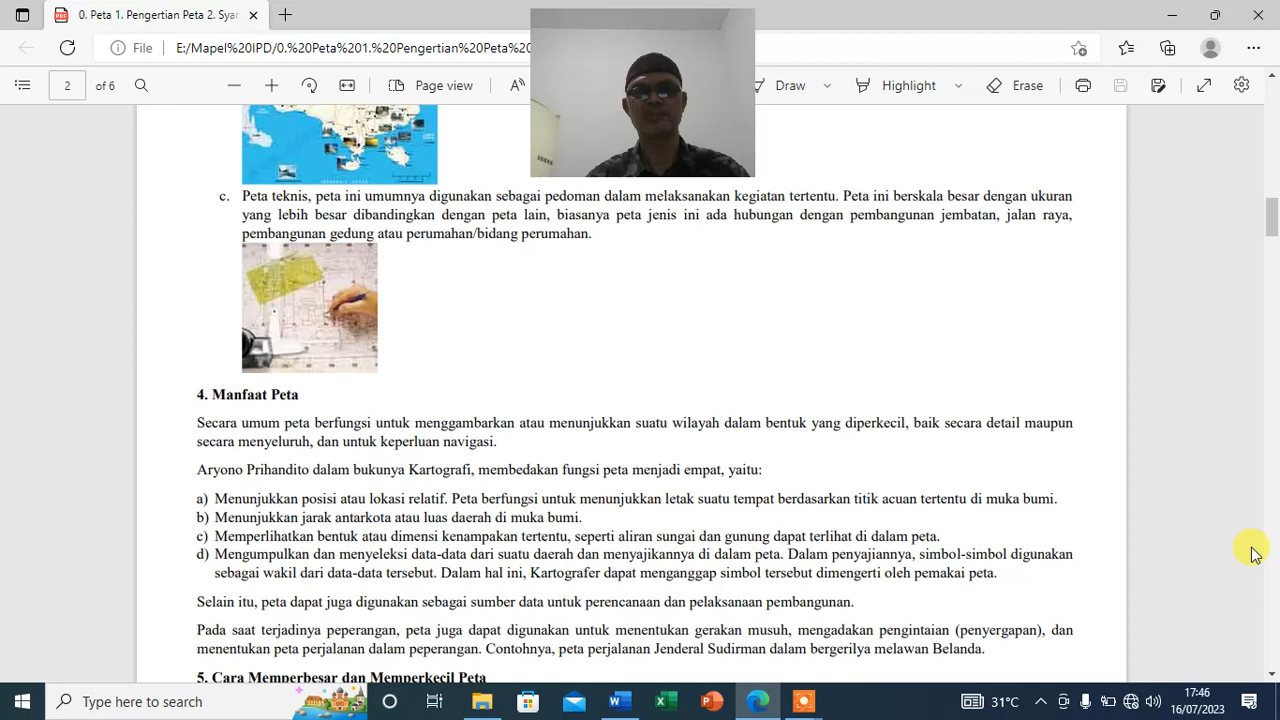 0. Peta 1. Pengertian Peta 2. Syar
File E:/Mapel%20IPD/0.%20Peta%201.%20Pengertian%20Peta%20
2 of 6 Page view Draw Highlight Erase
c. Peta teknis, peta ini umumnya digunakan sebagai pedoman dalam melaksanakan kegiatan tertentu. Peta ini berskala besar dengan ukuran
yang lebih besar dibandingkan dengan peta lain, biasanya peta jenis ini ada hubungan dengan pembangunan jembatan, jalan raya,
pembangunan gedung atau perumahan/bidang perumahan.
4. Manfaat Peta
Secara umum peta berfungsi untuk menggambarkan atau menunjukkan suatu wilayah dalam bentuk yang diperkecil, baik secara detail maupun
secara menyeluruh, dan untuk keperluan navigasi.
Aryono Prihandito dalam bukunya Kartografi, membedakan fungsi peta menjadi empat, yaitu:
a) Menunjukkan posisi atau lokasi relatif. Peta berfungsi untuk menunjukkan letak suatu tempat berdasarkan titik acuan tertentu di muka bumi.
b) Menunjukkan jarak antarkota atau luas daerah di muka bumi.
c) Memperlihatkan bentuk atau dimensi kenampakan tertentu, seperti aliran sungai dan gunung dapat terlihat di dalam peta.
d) Mengumpulkan dan menyeleksi data-data dari suatu daerah dan menyajikannya di dalam peta. Dalam penyajiannya, simbol-simbol digunakan
sebagai wakil dari data-data tersebut. Dalam hal ini, Kartografer dapat menganggap simbol tersebut dimengerti oleh pemakai peta.
Selain itu, peta dapat juga digunakan sebagai sumber data untuk perencanaan dan pelaksanaan pembangunan.
Pada saat terjadinya peperangan, peta juga dapat digunakan untuk menentukan gerakan musuh, mengadakan pengintaian (penyergapan), dan
menentukan peta perjalanan dalam peperangan. Contohnya, peta perjalanan Jenderal Sudirman dalam bergerilya melawan Belanda.
5. Cara Memperbesar dan Memperkecil Peta
Type here to search
31°C
17:46
16/07/2023